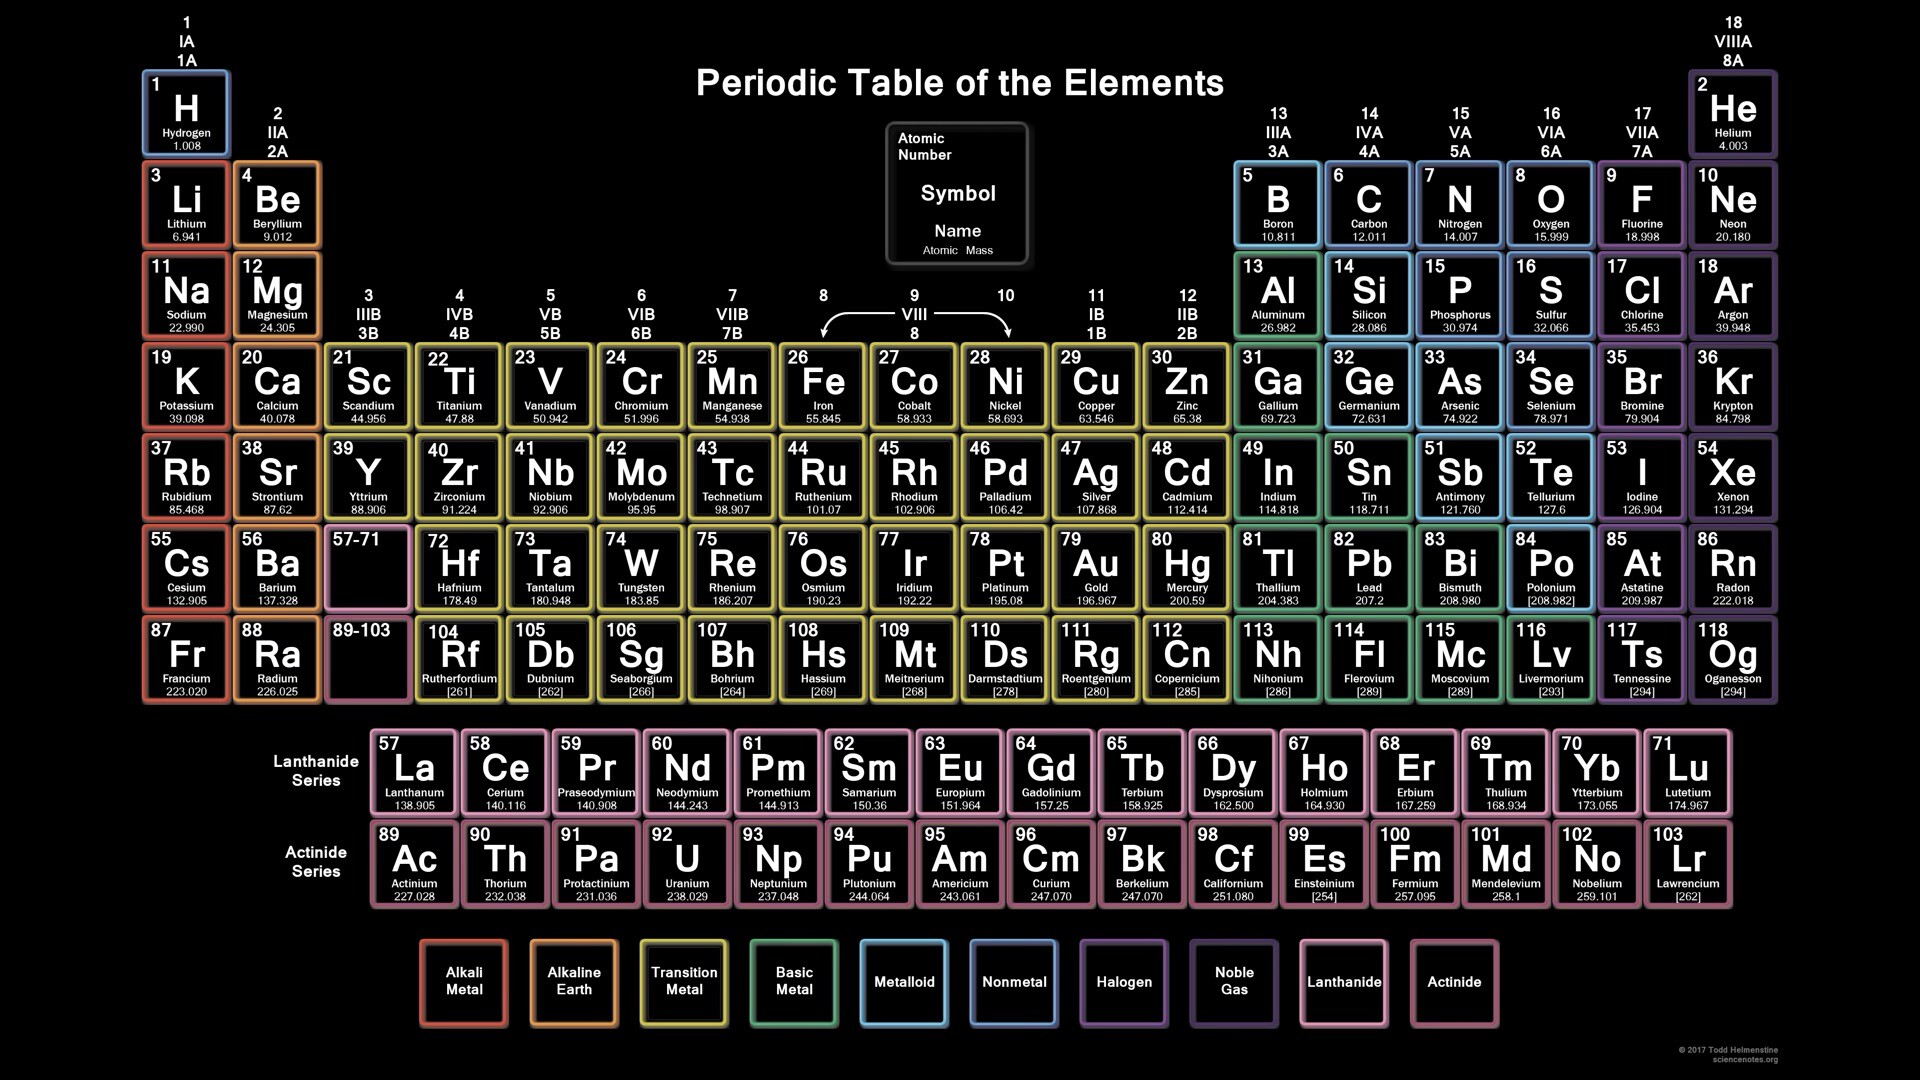 1
IA
1A
18
VIIIA
8A
Periodic Table of the Elements
1
H
Hydrogen
1.008
2
IIA
2A
Atomic
Number
Symbol
Name
Atomic Mass
13
IIIA
3A
14
IVA
4A
15
VA
5A
16
VIA
6A
17
VIIA
7A
2
He
Helium
4.003
3
Li
Lithium
6.941
4
Be
Beryllium
9.012
5
B
Boron
10.811
6
C
Carbon
12.011
7
N
Nitrogen
14.007
8
O
Oxygen
15.999
9
F
Fluorine
18.998
10
Ne
Neon
20.180
11
Na
Sodium
22.990
12
Mg
Magnesium
24.305
3
IIIB
3B
4
IVB
4B
5
VB
5B
6
VIB
6B
7
VIIB
7B
8
9
10
VIII
8
11
IB
1B
12
IIB
2B
13
Al
Aluminum
26.982
14
Si
Silicon
28.086
15
P
Phosphorus
30.974
16
S
Sulfur
32.066
17
Cl
Chlorine
35.453
18
Ar
Argon
39.948
19
K
Potassium
39.098
20
Ca
Calcium
40.078
21
Sc
Scandium
44.956
22
Ti
Titanium
47.88
23
V
Vanadium
50.942
24
Cr
Chromium
51.996
25
Mn
Manganese
54.938
26
Fe
Iron
55.845
27
Co
Cobalt
58.933
28
Ni
Nickel
58.693
29
Cu
Copper
63.546
30
Zn
Zinc
65.38
31
Ga
Gallium
69.723
32
Ge
Germanium
72.631
33
As
Arsenic
74.922
34
Se
Selenium
78.971
35
Br
Bromine
79.904
36
Kr
Krypton
84.798
37
Rb
Rubidium
85.468
38
Sr
Strontium
87.62
39
Y
Yttrium
88.906
40
Zr
Zirconium
91.224
41
Nb
Niobium
92.906
42
Mo
Molybdenum
95.95
43
Tc
Technetium
98.907
44
Ru
Ruthenium
101.07
45
Rh
Rhodium
102.906
46
Pd
Palladium
106.42
47
Ag
Silver
107.868
48
Cd
Cadmium
112.414
49
In
Indium
114.818
50
Sn
Tin
118.711
51
Sb
Antimony
121.760
52
Te
Tellurium
127.6
53
I
Iodine
126.904
54
Xe
Xenon
131.294
55
Cs
Cesium
132.905
56
Ba
Barium
137.328
57-71
72
Hf
Hafnium
178.49
73
Ta
Tantalum
180.948
74
W
Tungsten
183.85
75
Re
Rhenium
186.207
76
Os
Osmium
190.23
77
Ir
Iridium
192.22
78
Pt
Platinum
195.08
79
Au
Gold
196.967
80
Hg
Mercury
200.59
81
Tl
Thallium
204.383
82
Pb
Lead
207.2
83
Bi
Bismuth
208.980
84
Po
Polonium
[208.982]
85
At
Astatine
209.987
86
Rn
Radon
222.018
87
Fr
Francium
223.020
88
Ra
Radium
226.025
89-103
104
Rf
Rutherfordium
[261]
105
Db
Dubnium
[262]
106
Sg
Seaborgium
[266]
107
Bh
Bohrium
[264]
108
Hs
Hassium
[269]
109
Mt
Meitnerium
[268]
110
Ds
Darmstadtium
[278]
111
Rg
Roentgenium
[280]
112
Cn
Copernicium
[285]
113
Nh
Nihonium
[286]
114
Fl
Flerovium
[289]
115
Mc
Moscovium
[289]
116
Lv
Livermorium
[293]
117
Ts
Tennessine
[294]
118
Og
Oganesson
[294]
Lanthanide
Series
57
La
Lanthanum
138.905
58
Ce
Cerium
140.116
59
Pr
Praseodymium
140.908
60
Nd
Neodymium
144.243
61
Pm
Promethium
144.913
62
Sm
Samarium
150.36
63
Eu
Europium
151.964
64
Gd
Gadolinium
157.25
65
Tb
Terbium
158.925
66
Dy
Dysprosium
162.500
67
Ho
Holmium
164.930
68
Er
Erbium
167.259
69
Tm
Thulium
168.934
70
Yb
Ytterbium
173.055
71
Lu
Lutetium
174.967
Actinide
Series
89
Ac
Actinium
227.028
90
Th
Thorium
232.038
91
Pa
Protactinium
231.036
92
U
Uranium
238.029
93
Np
Neptunium
237.048
94
Pu
Plutonium
244.064
95
Am
Americium
243.061
96
Cm
Curium
247.070
97
Bk
Berkelium
247.070
98
Cf
Californium
251.080
99
Es
Einsteinium
[254]
100
Fm
Fermium
257.095
101
Md
Mendelevium
258.1
102
No
Nobelium
259.101
103
Lr
Lawrencium
[262]
Alkali
Metal
Alkaline
Earth
Transition
Metal
Basic
Metal
Metalloid
Nonmetal
Halogen
Noble
Gas
Lanthanide
Actinide
© 2017 Todd Helmenstine
sciencenotes.org